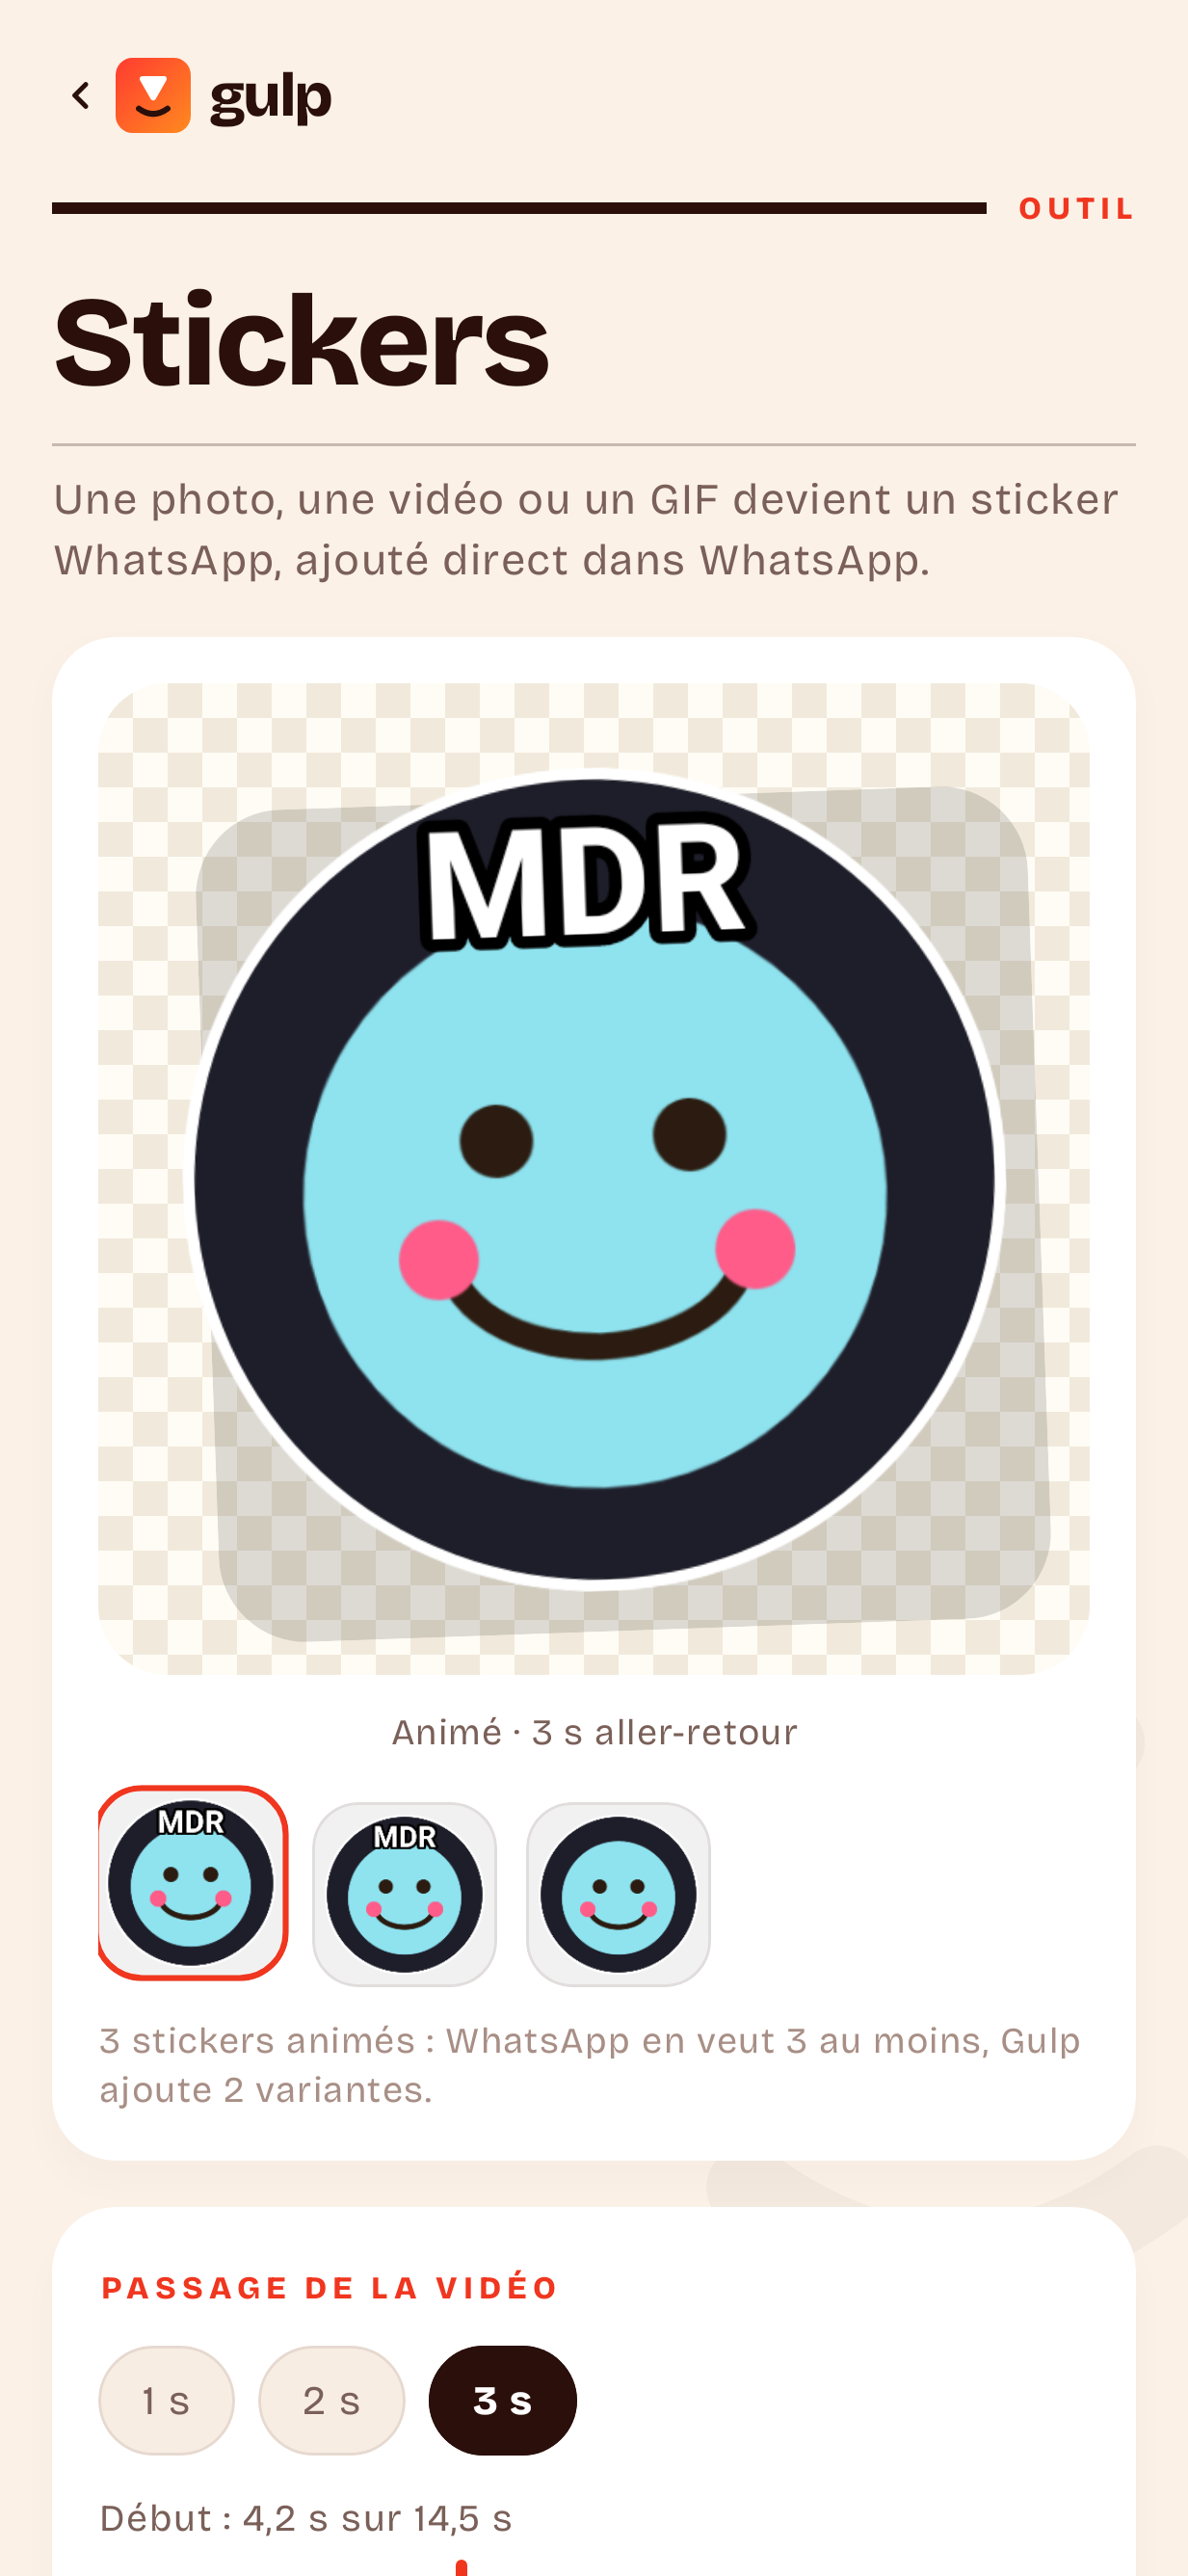 gulp
OUTIL
Stickers
Une photo, une vidéo ou un GIF devient un sticker
WhatsApp, ajouté direct dans WhatsApp.
MDR
Animé · 3 s aller-retour
MDR
MDR
3 stickers animés : WhatsApp en veut 3 au moins, Gulp
ajoute 2 variantes.
PASSAGE DE LA VIDÉO
1 s
2 s
3 s
Début : 4,2 s sur 14,5 s